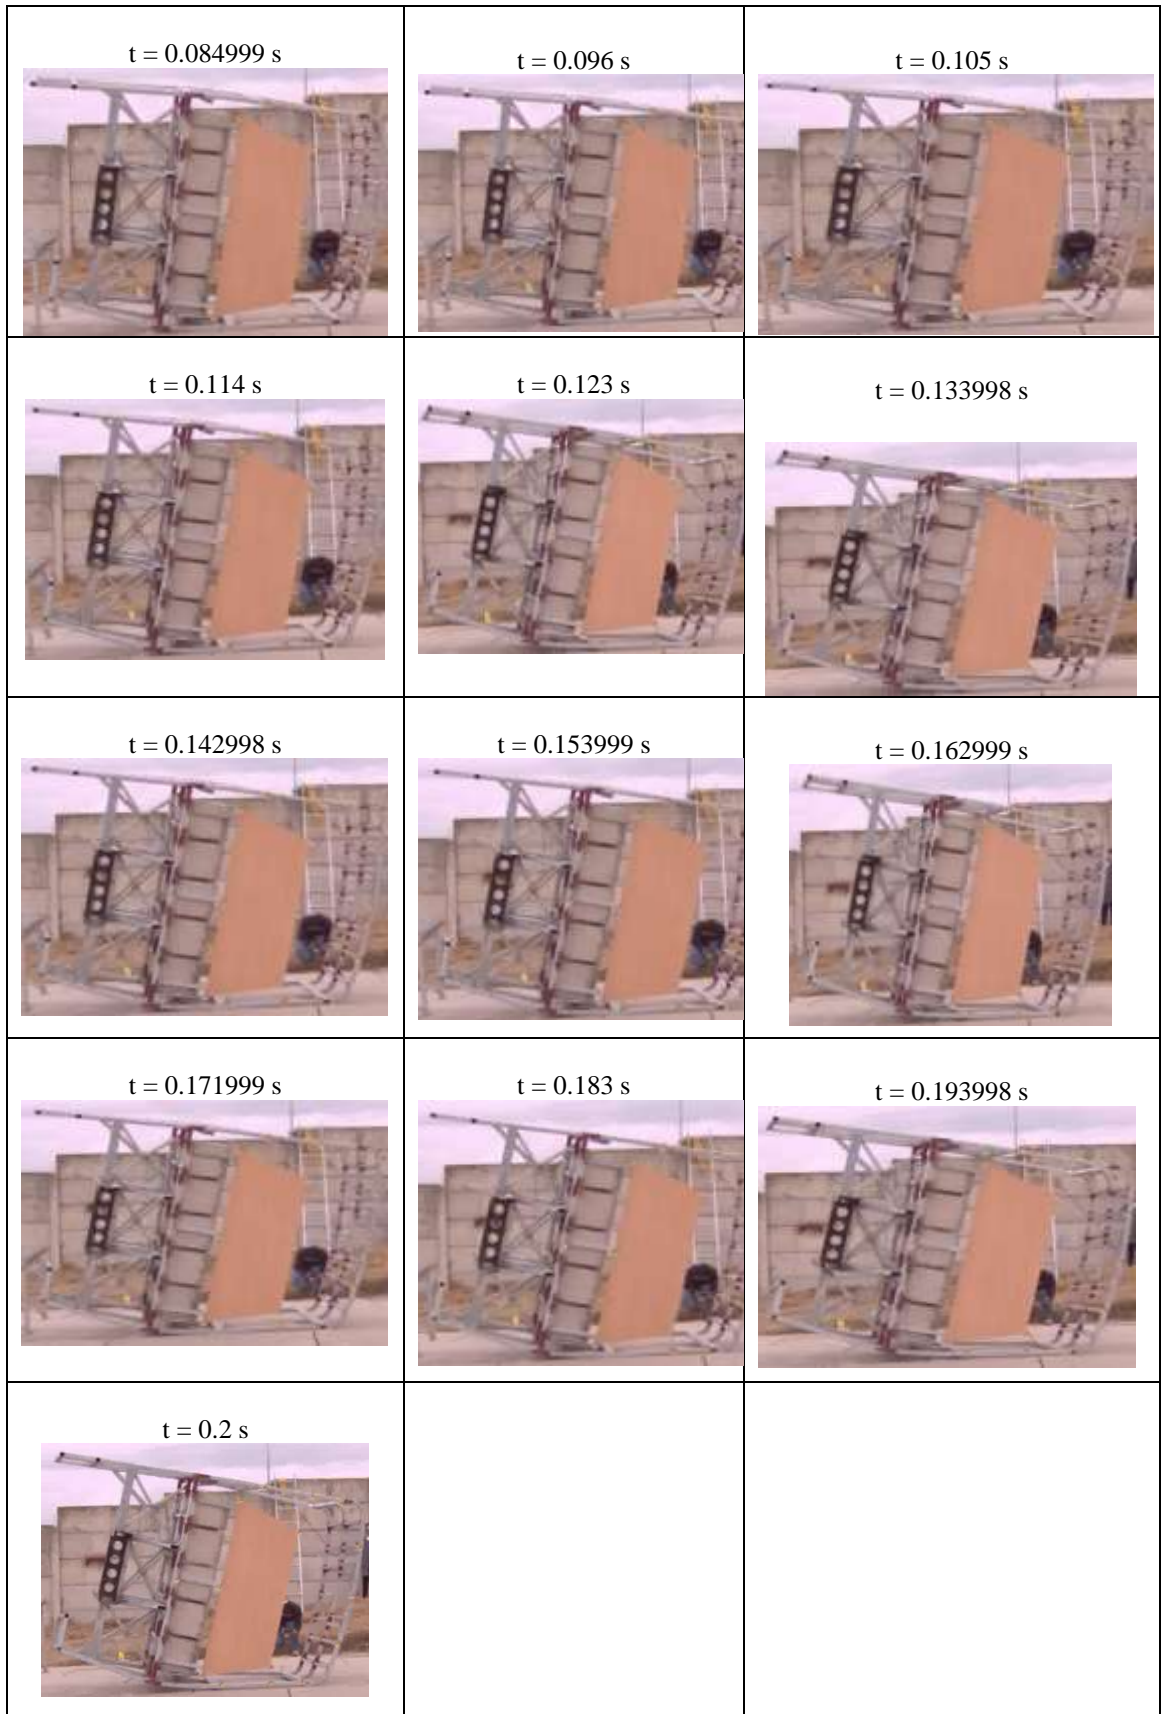 t = 0.084999 s
t = 0.096 s
t = 0.105 s
t = 0.114 s
t = 0.123 s
t = 0.133998 s
t = 0.142998 s
t = 0.153999 s
t = 0.162999 s
t = 0.171999 s
t = 0.183 s
t = 0.193998 s
t = 0.2 s